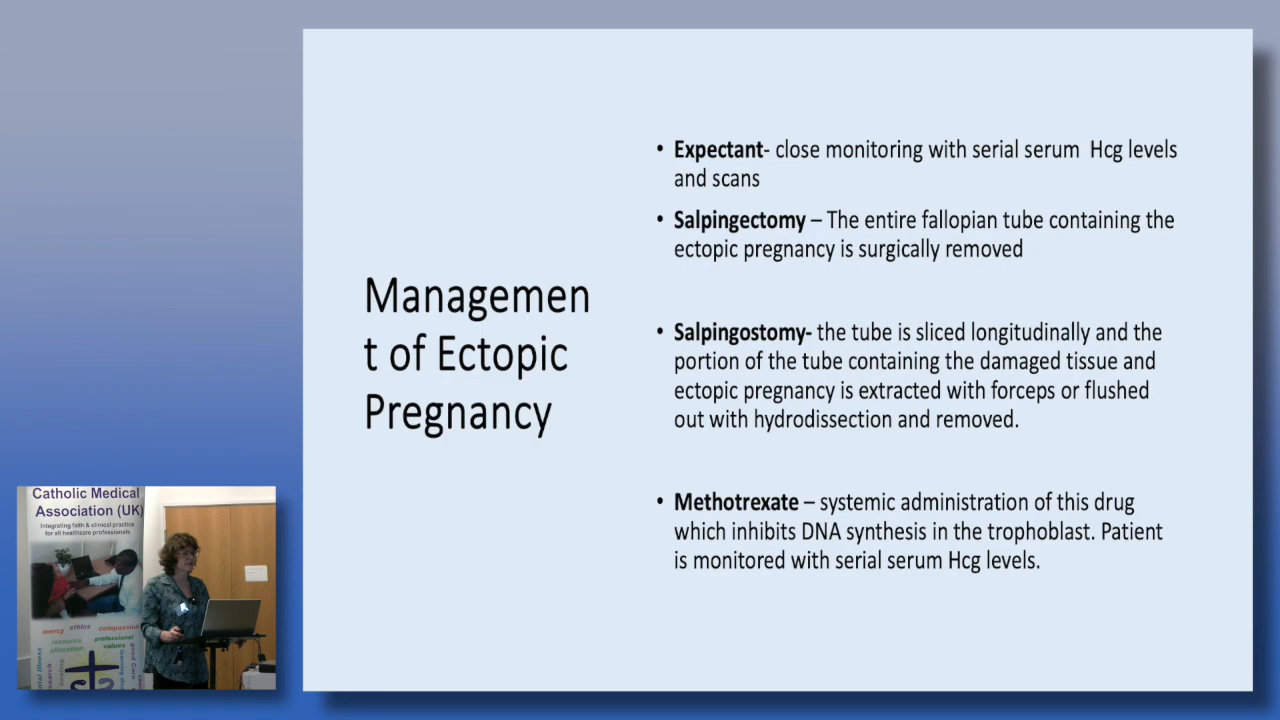 Managemen
t of Ectopic
Pregnancy
• Expectant- close monitoring with serial serum  Hcg levels
and scans
• Salpingectomy – The entire fallopian tube containing the
ectopic pregnancy is surgically removed
• Salpingostomy- the tube is sliced longitudinally and the
portion of the tube containing the damaged tissue and
ectopic pregnancy is extracted with forceps or flushed
out with hydrodissection and removed.
• Methotrexate – systemic administration of this drug
which inhibits DNA synthesis in the trophoblast. Patient
is monitored with serial serum Hcg levels.
Catholic Medical
Association (UK)
Integrating faith & clinical practice
for all healthcare professionals
mercy ethics compassion
resource professional
allocation values